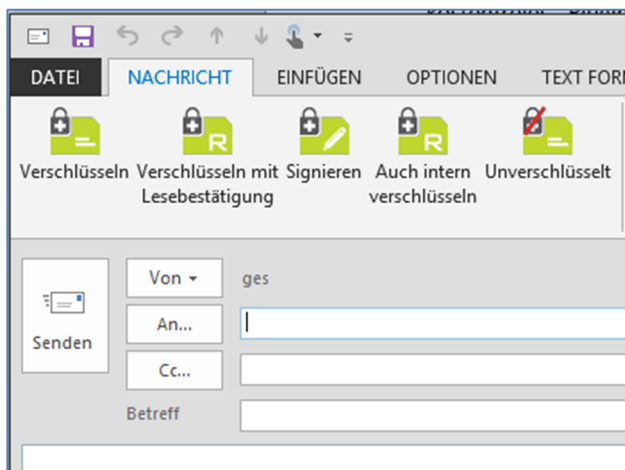 DATEI NACHRICHT EINFÜGEN OPTIONEN TEXT FOR
Verschlüsseln Verschlüsseln mit Lesebestätigung Signieren Auch intern verschlüsseln Unverschlüsselt
Von
ges
An...
Senden
Cc...
Betreff